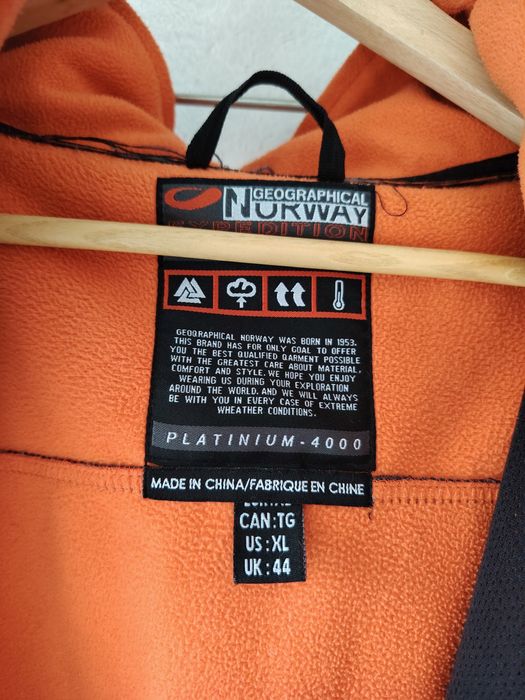 GEOGRAPHICAL
NORWAY
EXPEDITION
GEOGRAPHICAL NORWAY WAS BORN IN 1953.
THIS BRAND HAS FOR ONLY GOAL TO OFFER
YOU THE BEST QUALIFIED GARMENT POSSIBLE
WITH THE GREATEST CARE ABOUT MATERIAL,
COMFORT AND STYLE. WE HOPE YOU ENJOY
WEARING US DURING YOUR EXPLORATION
AROUND THE WORLD. AND WE WILL ALWAYS
BE WITH YOU IN EVERY CASE OF EXTREME
WHEATHER CONDITIONS.
PLATINIUM - 4000
MADE IN CHINA/FABRIQUE EN CHINE
CAN :TG
US : XL
UK : 44